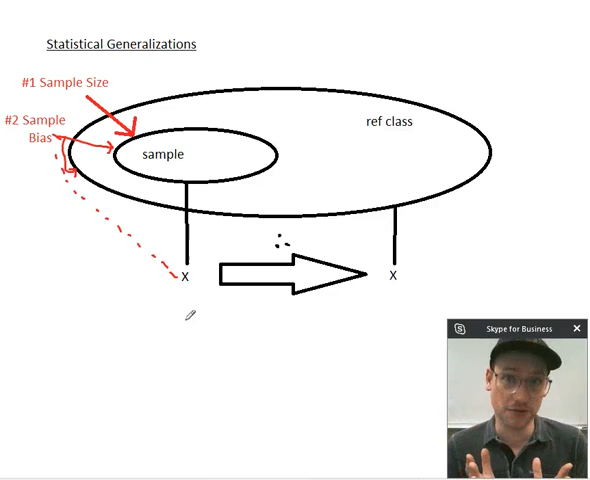 Statistical Generalizations
#1 Sample Size
#2 Sample
Bias
ref class
sample
X
X
Skype for Business